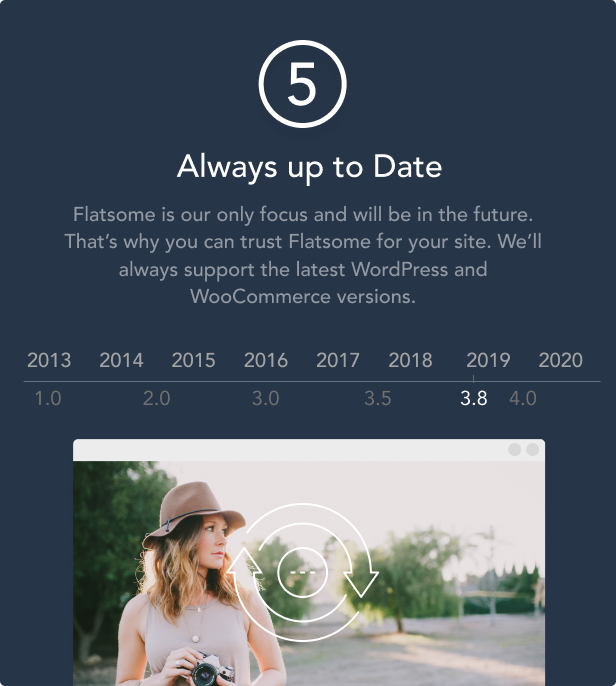 5
Always up to Date
Flatsome is our only focus and will be in the future.
That’s why you can trust Flatsome for your site. We’ll
always support the latest WordPress and
WooCommerce versions.
2013 2014 2015 2016 2017 2018 2019 2020
1.0 2.0 3.0 3.5 3.8 4.0